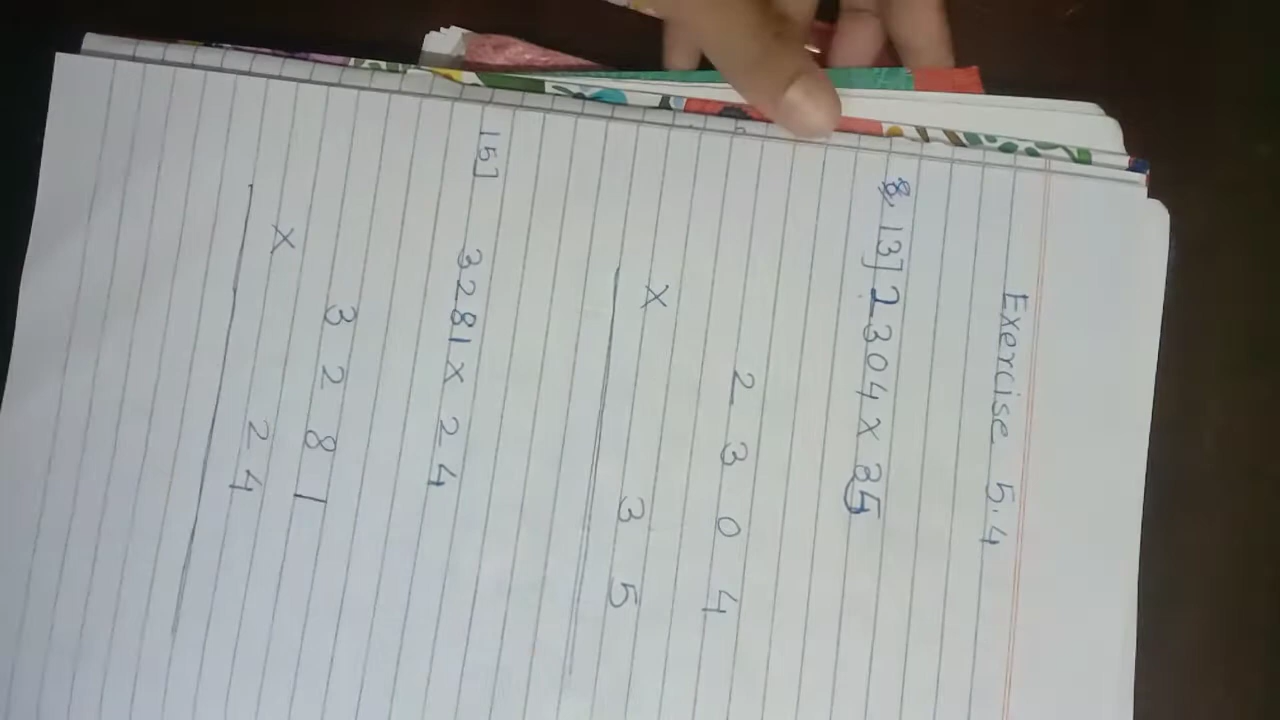 Exercise 5.4
8, 13] 2304 x 35
2 3 0 4
x 3 5
15] 3281 x 24
3 2 8 1
x 2 4